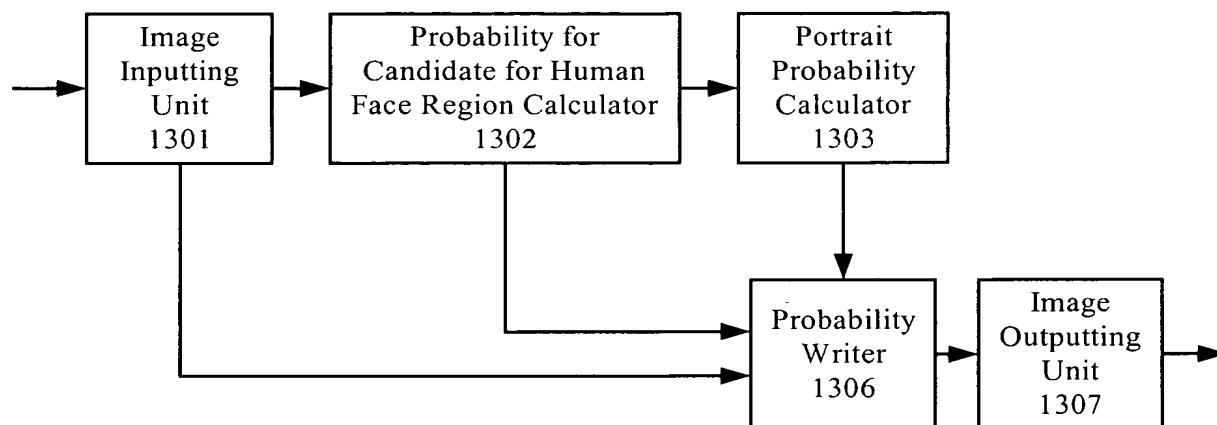 Image
Inputting
Unit
1301
Probability for
Candidate for Human
Face Region Calculator
1302
Portrait
Probability
Calculator
1303
Probability
Writer
1306
Image
Outputting
Unit
1307